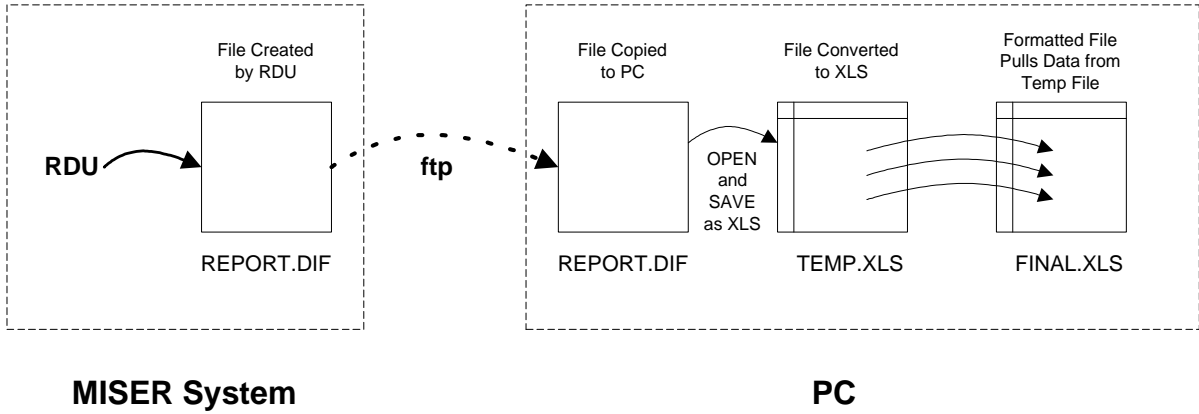 File Created
by RDU
RDU
REPORT.DIF
ftp
File Copied
to PC
REPORT.DIF
OPEN
and
SAVE
as XLS
File Converted
to XLS
TEMP.XLS
Formatted File
Pulls Data from
Temp File
FINAL.XLS
MISER System
PC